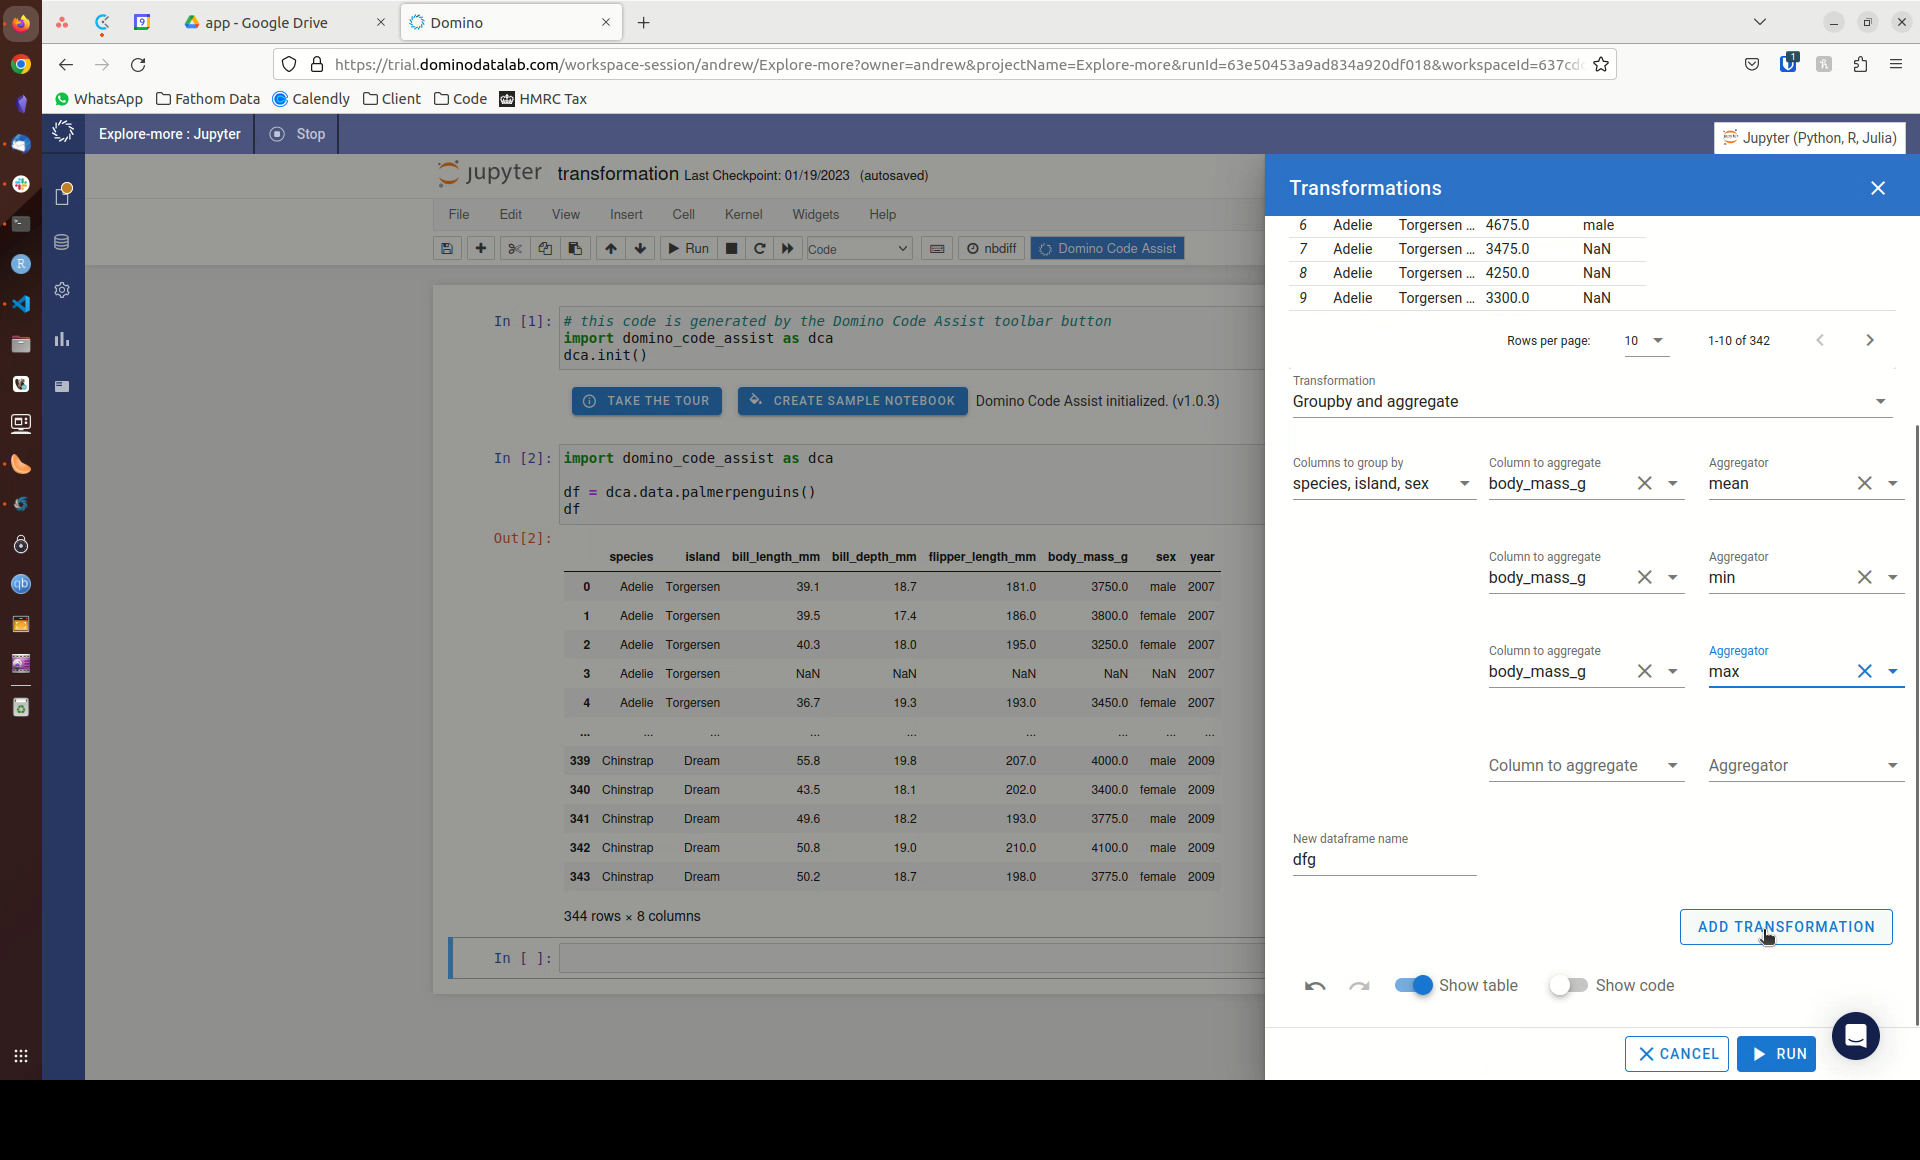 app - Google Drive
Domino
9
https://trial.dominodatalab.com/workspace-session/andrew/Explore-more?owner=andrew&projectName=Explore-more&runId=63e50453a9ad834a920df018&workspaceId=637cd
1
WhatsApp Fathom Data Calendly Client Code HMRC Tax
Explore-more : Jupyter Stop
Jupyter (Python, R, Julia)
jupyter transformation Last Checkpoint: 01/19/2023 (autosaved)
File Edit View Insert Cell Kernel Widgets Help
Run Code nbdiff Domino Code Assist
In [1]: # this code is generated by the Domino Code Assist toolbar button
import domino_code_assist as dca
dca.init()
TAKE THE TOUR CREATE SAMPLE NOTEBOOK Domino Code Assist initialized. (v1.0.3)
In [2]: import domino_code_assist as dca
df = dca.data.palmerpenguins()
df
Out[2]:
species island bill_length_mm bill_depth_mm flipper_length_mm body_mass_g sex year
0 Adelie Torgersen 39.1 18.7 181.0 3750.0 male 2007
1 Adelie Torgersen 39.5 17.4 186.0 3800.0 female 2007
2 Adelie Torgersen 40.3 18.0 195.0 3250.0 female 2007
3 Adelie Torgersen NaN NaN NaN NaN NaN 2007
4 Adelie Torgersen 36.7 19.3 193.0 3450.0 female 2007
... ... ... ... ... ... ... ... ...
339 Chinstrap Dream 55.8 19.8 207.0 4000.0 male 2009
340 Chinstrap Dream 43.5 18.1 202.0 3400.0 female 2009
341 Chinstrap Dream 49.6 18.2 193.0 3775.0 male 2009
342 Chinstrap Dream 50.8 19.0 210.0 4100.0 male 2009
343 Chinstrap Dream 50.2 18.7 198.0 3775.0 female 2009
344 rows × 8 columns
In [ ]:
Transformations
6 Adelie Torgersen ... 4675.0 male
7 Adelie Torgersen ... 3475.0 NaN
8 Adelie Torgersen ... 4250.0 NaN
9 Adelie Torgersen ... 3300.0 NaN
Rows per page: 10 1-10 of 342
Transformation
Groupby and aggregate
Columns to group by Column to aggregate Aggregator
species, island, sex body_mass_g mean
Column to aggregate Aggregator
body_mass_g min
Column to aggregate Aggregator
body_mass_g max
Column to aggregate Aggregator
New dataframe name
dfg
ADD TRANSFORMATION
Show table Show code
CANCEL RUN